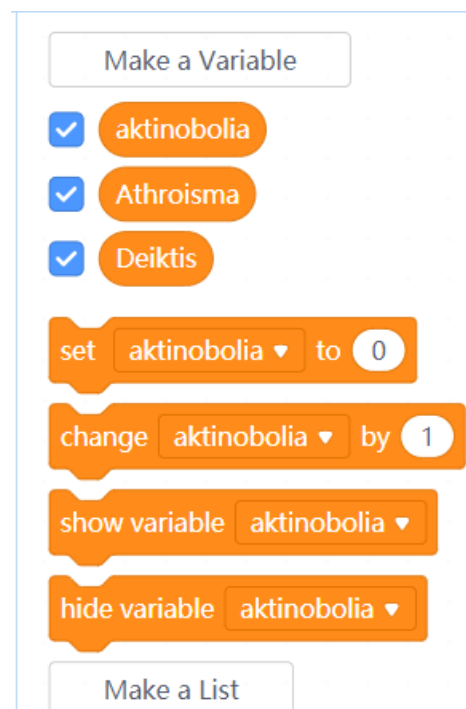 Make a Variable
aktinobolia
Athroisma
Deiktis
set aktinobolia to 0
change aktinobolia by 1
show variable aktinobolia
hide variable aktinobolia
Make a List